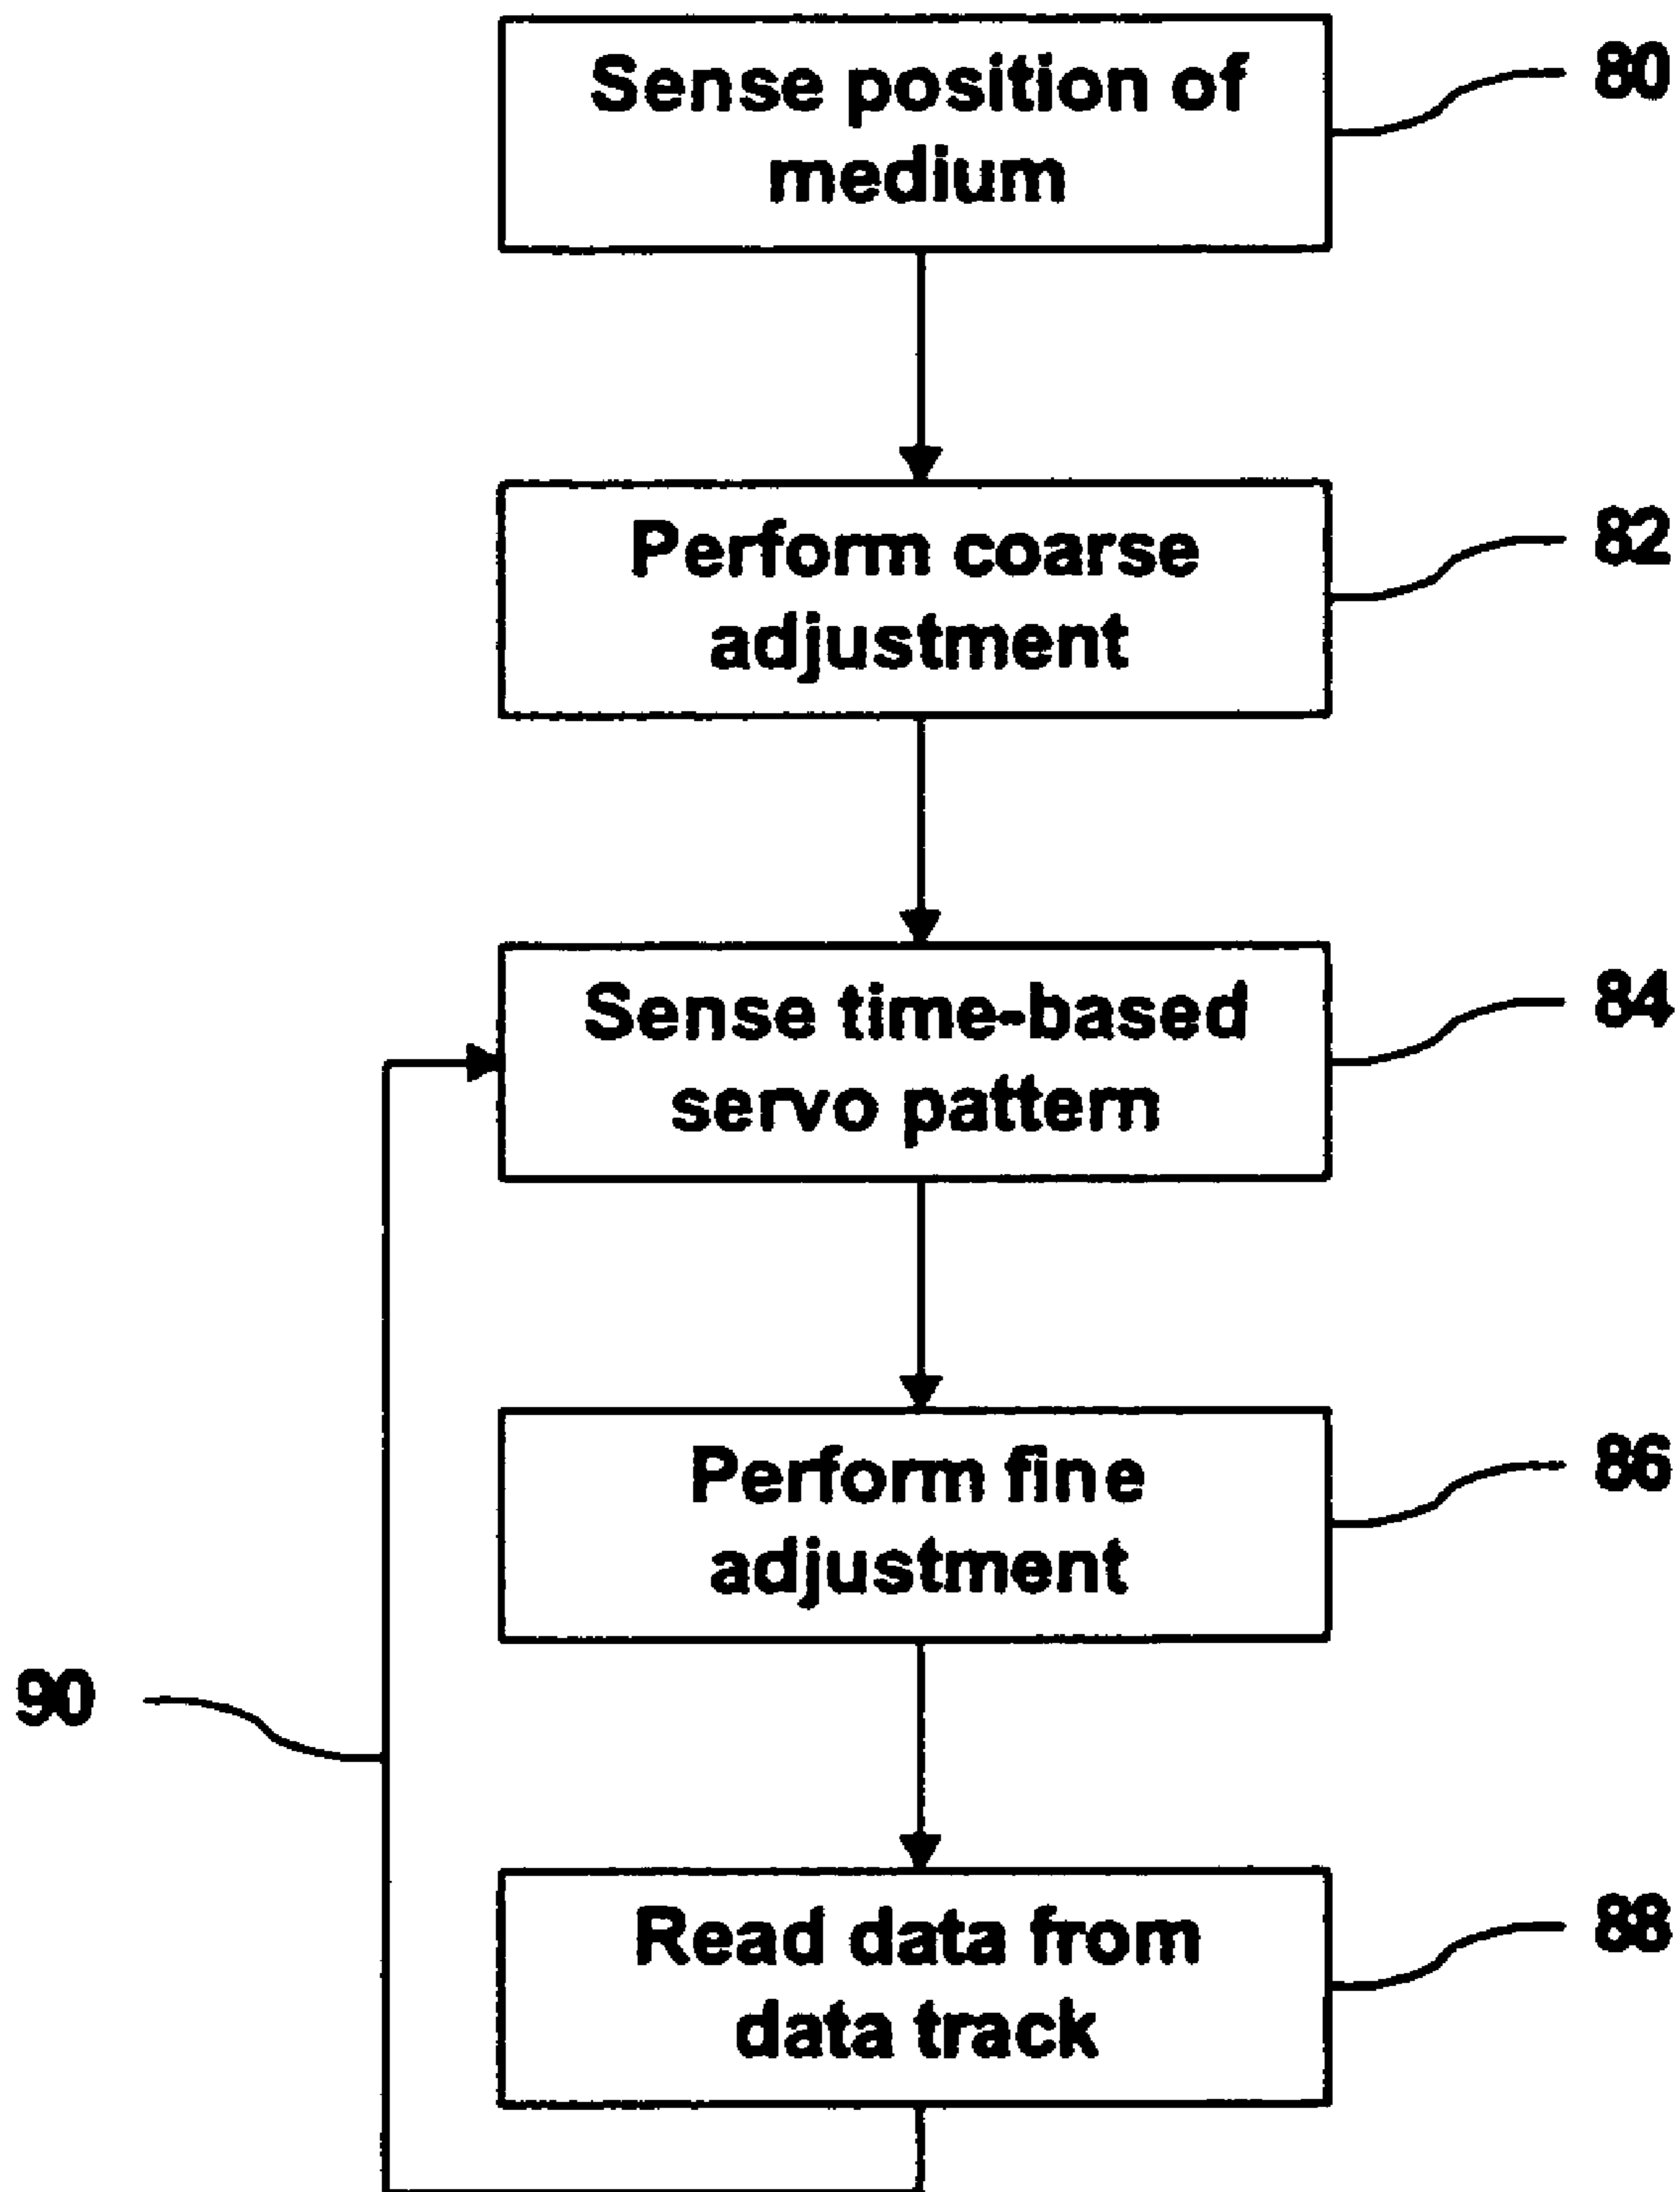 Sense position of
medium
80
Perform coarse
adjustment
82
Sense time-based
servo pattern
84
Perform fine
adjustment
86
90
Read data from
data track
88